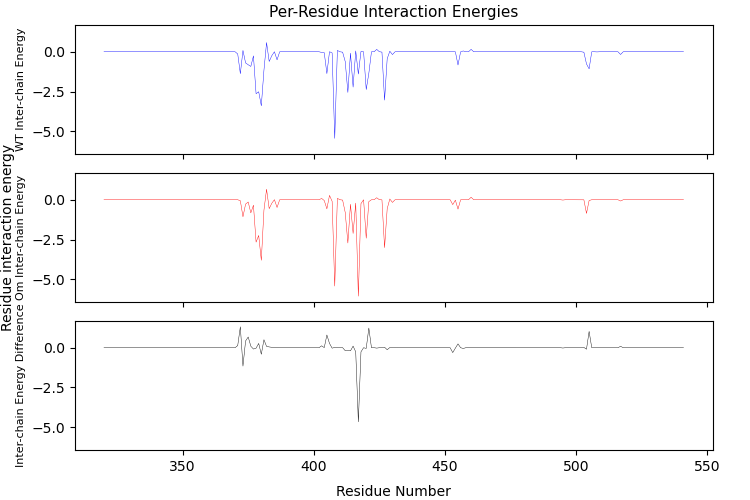 Per-Residue Interaction Energies
WT Inter-chain Energy
0.0
−2.5
−5.0
Residue interaction energy
Om Inter-chain Energy
0.0
−2.5
−5.0
Inter-chain Energy Difference
0.0
−2.5
−5.0
350 400 450 500 550
Residue Number